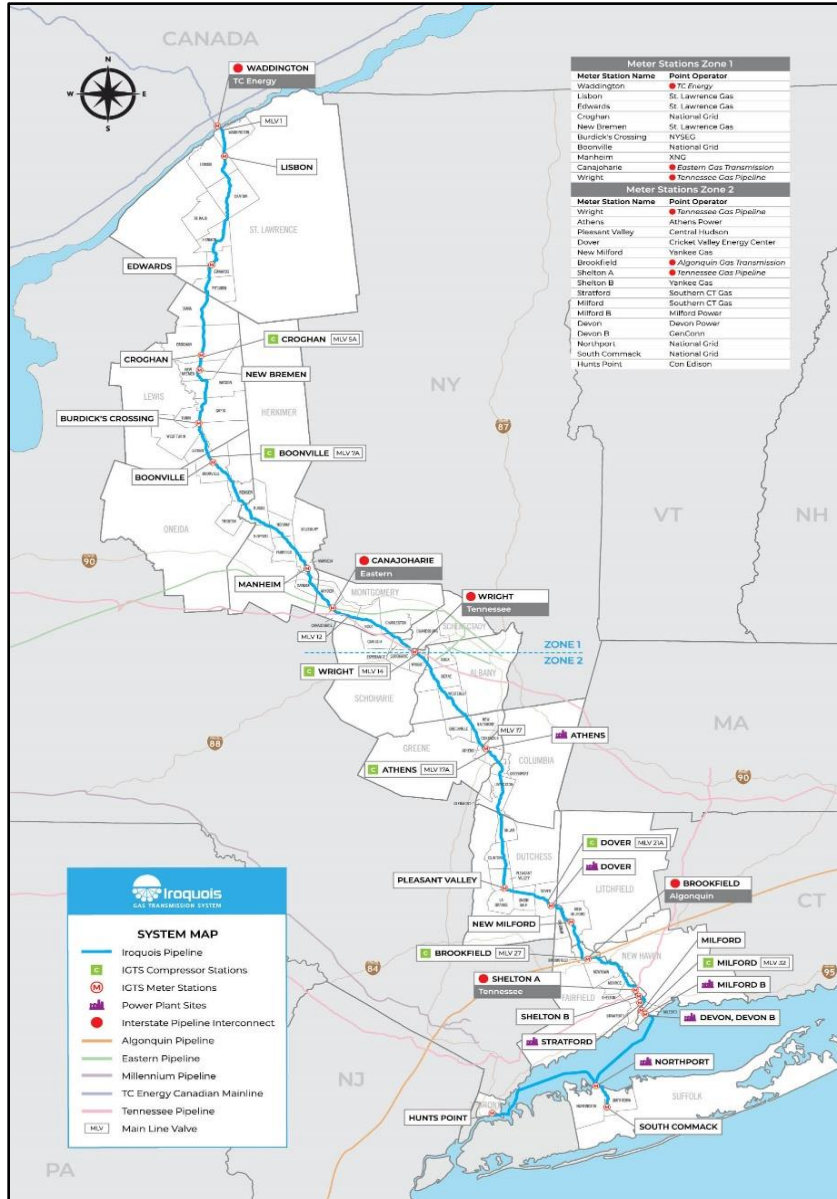 CANADA
N
W E
S
WADDINGTON
TC Energy
MLV 1
LISBON
ST. LAWRENCE
EDWARDS
C CROGHAN MLV 5A
CROGHAN
NEW BREMEN
LEWIS
HERKIMER
BURDICK'S CROSSING
C BOONVILLE MLV 7A
BOONVILLE
ONEIDA
NY
87
VT
NH
90
MANHEIM
CANAJOHARIE
Eastern
MONTGOMERY
WRIGHT
Tennessee
SCHENECTADY
MLV 12
ZONE 1
ZONE 2
C WRIGHT MLV 14
ALBANY
SCHOHARIE
88
MLV 17
ATHENS
GREENE
C ATHENS MLV 17A
COLUMBIA
MA
90
DUTCHESS
C DOVER MLV 21A
DOVER
PLEASANT VALLEY
LITCHFIELD
BROOKFIELD
Algonquin
CT
NEW MILFORD
C BROOKFIELD MLV 27
NEW HAVEN
MILFORD
84
C MILFORD MLV 32
95
SHELTON A
Tennessee
FAIRFIELD
MILFORD B
SHELTON B
DEVON, DEVON B
STRATFORD
NORTHPORT
NJ
SUFFOLK
HUNTS POINT
SOUTH COMMACK
PA
Meter Stations Zone 1
Meter Station Name Point Operator
Waddington TC Energy
Lisbon St. Lawrence Gas
Edwards St. Lawrence Gas
Croghan National Grid
New Bremen St. Lawrence Gas
Burdick's Crossing NYSEG
Boonville National Grid
Manheim XNG
Canajoharie Eastern Gas Transmission
Wright Tennessee Gas Pipeline
Meter Stations Zone 2
Meter Station Name Point Operator
Wright Tennessee Gas Pipeline
Athens Athens Power
Pleasant Valley Central Hudson
Dover Cricket Valley Energy Center
New Milford Yankee Gas
Brookfield Algonquin Gas Transmission
Shelton A Tennessee Gas Pipeline
Shelton B Yankee Gas
Stratford Southern CT Gas
Milford Southern CT Gas
Milford B Milford Power
Devon Devon Power
Devon B GenConn
Northport National Grid
South Commack National Grid
Hunts Point Con Edison
Iroquois
GAS TRANSMISSION SYSTEM
SYSTEM MAP
Iroquois Pipeline
C IGTS Compressor Stations
M IGTS Meter Stations
Power Plant Sites
Interstate Pipeline Interconnect
Algonquin Pipeline
Eastern Pipeline
Millennium Pipeline
TC Energy Canadian Mainline
Tennessee Pipeline
MLV Main Line Valve